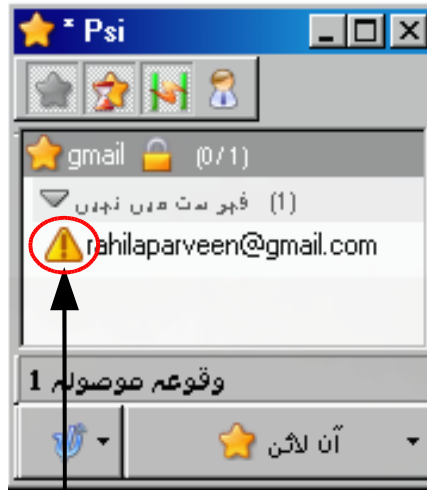 * Psi
gmail (0/1)
فہرست میں نہیں (1)
rahilaparveen@gmail.com
وقوعہ موصولہ 1
آن لائن